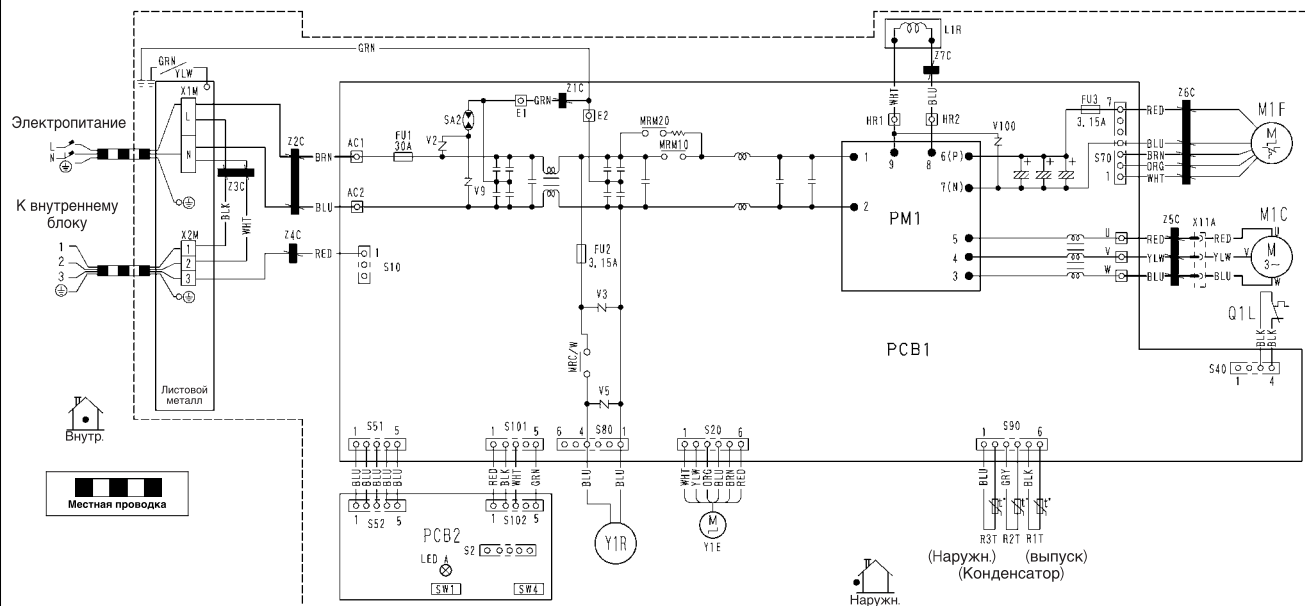 GRN
L1R
Z7C
GRN
YLW
Z1C
GRN
E1
E2
SA2
WHT
BLU
HR1
HR2
V100
FU3
3.15A
7
RED
Z6C
M1F
X1M
L
N
Электропитание
L
N
Z2C
BRN
AC1
FU1
30A
V2
MRM20
MRM10
1
9
8
6(P)
BLU
S70
BRN
ORG
1
WHT
M
Z3C
BLU
AC2
V9
2
PM1
7(N)
К внутреннему
блоку
BLK
WHT
X2M
1
2
3
1
2
3
Z4C
RED
1
S10
FU2
3.15A
5
4
3
U
V
W
RED
YLW
BLU
Z5C
X11A
RED
YLW
BLU
M1C
U
V
W
M
3~
V3
Q1L
BLK
BLK
MRC/W
PCB1
S40
1
4
V5
Листовой
металл
Внутр.
1
S51
5
1
S101
5
6
4
S80
1
1
S20
6
1
S90
6
BLU
BLU
BLU
BLU
BLU
RED
BLK
WHT
GRN
BLU
BLU
WHT
YLW
ORG
BLU
BRN
RED
BLU
GRY
BLK
t°
t°
t°
Местная проводка
1
S52
5
1
S102
5
PCB2
S2
LED A
SW1
SW4
Y1R
M
Y1E
R3T
R2T
R1T
(Наружн.)
(выпуск)
(Конденсатор)
Наружн.